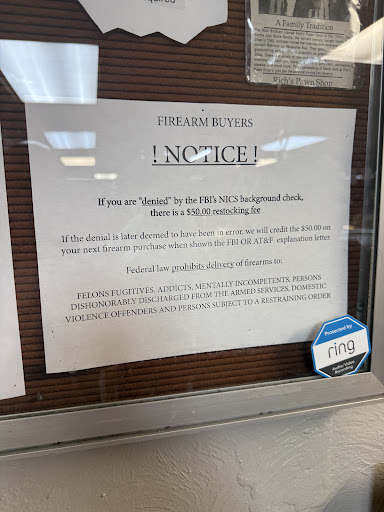 required
A Family Tradition
Rich's Pawn Shop
FIREARM BUYERS
! NOTICE !
If you are "denied" by the FBI's NICS background check,
there is a $50.00 restocking fee
If the denial is later deemed to have been in error, we will credit the $50.00 on
your next firearm purchase when shown the FBI OR AT&F explanation letter.
Federal law prohibits delivery of firearms to:
FELONS FUGITIVES, ADDICTS, MENTALLY INCOMPETENTS, PERSONS
DISHONORABLY DISCHARGED FROM THE ARMED SERVICES, DOMESTIC
VIOLENCE OFFENDERS AND PERSONS SUBJECT TO A RESTRAINING ORDER
Protected by
ring
Audio/Video
Recording